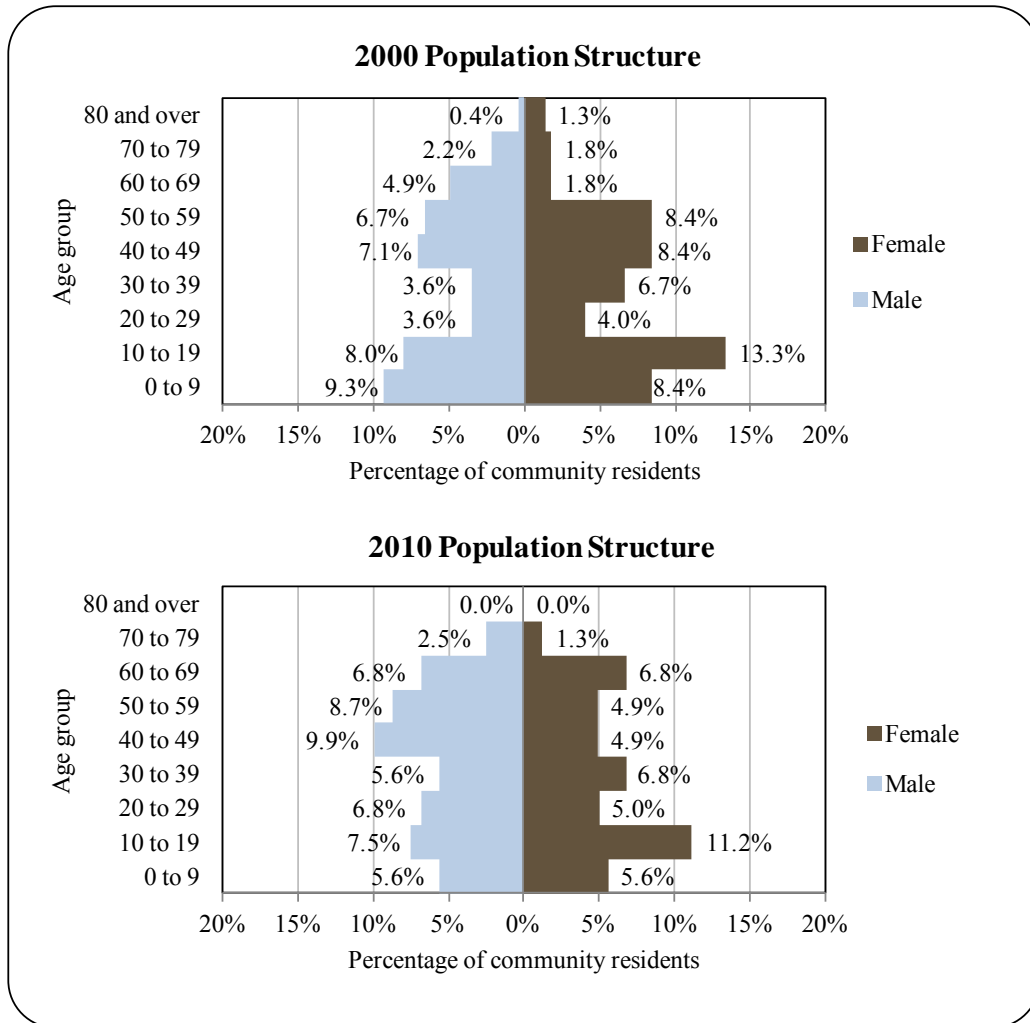 2000 Population Structure
80 and over 0.4% 1.3%
70 to 79 2.2% 1.8%
60 to 69 4.9% 1.8%
50 to 59 6.7% 8.4%
40 to 49 7.1% 8.4%
30 to 39 3.6% 6.7%
20 to 29 3.6% 4.0%
10 to 19 8.0% 13.3%
0 to 9 9.3% 8.4%
Age group
Female
Male
20% 15% 10% 5% 0% 5% 10% 15% 20%
Percentage of community residents
2010 Population Structure
80 and over 0.0% 0.0%
70 to 79 2.5% 1.3%
60 to 69 6.8% 6.8%
50 to 59 8.7% 4.9%
40 to 49 9.9% 4.9%
30 to 39 5.6% 6.8%
20 to 29 6.8% 5.0%
10 to 19 7.5% 11.2%
0 to 9 5.6% 5.6%
Age group
Female
Male
20% 15% 10% 5% 0% 5% 10% 15% 20%
Percentage of community residents